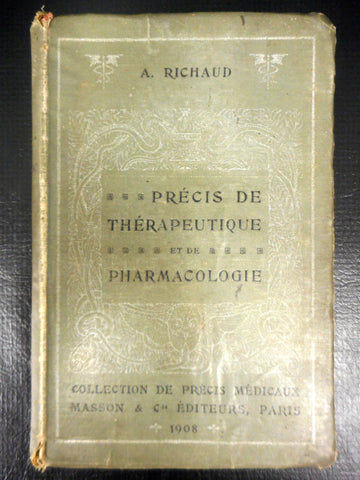 A. RICHAUD
PRÉCIS DE
THÉRAPEUTIQUE
ET DE
PHARMACOLOGIE
COLLECTION DE PRÉCIS MÉDICAUX
MASSON & Cie ÉDITEURS, PARIS
1908